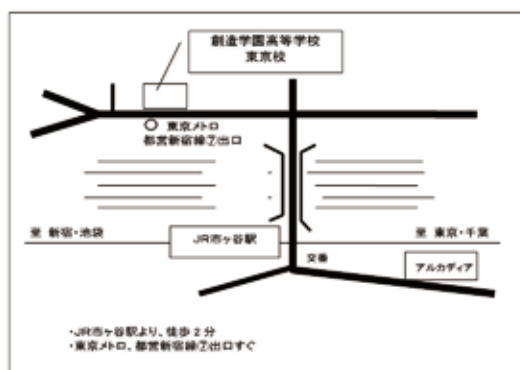 創造学園高等学校
東京校
東京メトロ
都営新宿線⑦出口
至 新宿・池袋
JR市ヶ谷駅
至 東京・千葉
交番
アルカディア
・JR市ヶ谷駅より、徒歩2分
・東京メトロ、都営新宿線⑦出口すぐ